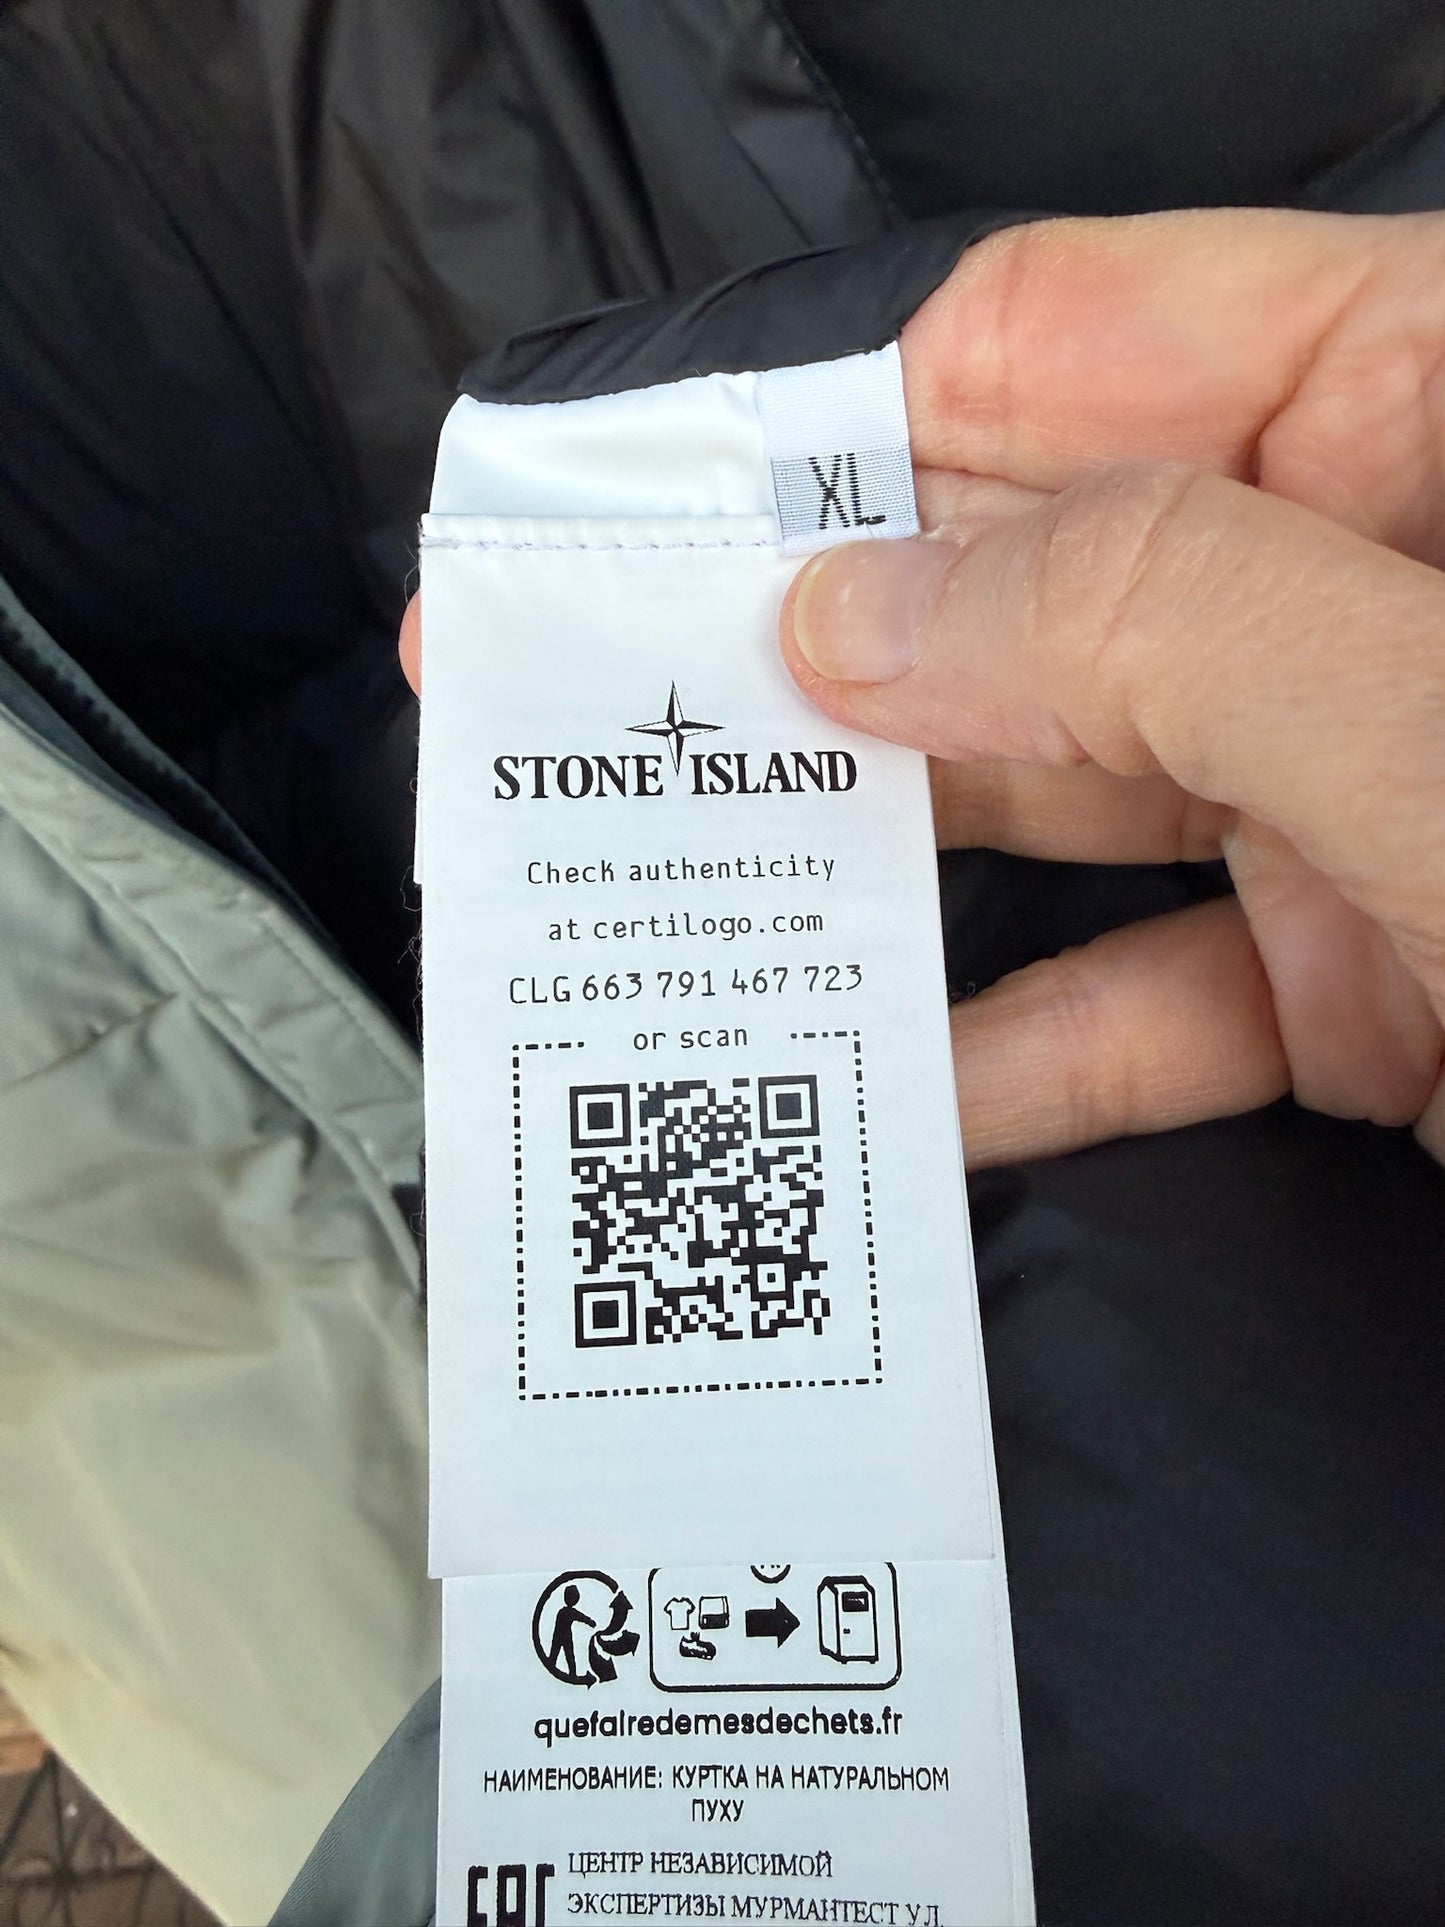 XL
STONE ISLAND
Check authenticity
at certilogo.com
CLG 663 791 467 723
or scan
quefairedemesdechets.fr
НАИМЕНОВАНИЕ: КУРТКА НА НАТУРАЛЬНОМ
ПУХУ
ЦЕНТР НЕЗАВИСИМОЙ
ЭКСПЕРТИЗЫ МУРМАНТЕСТ УЛ.